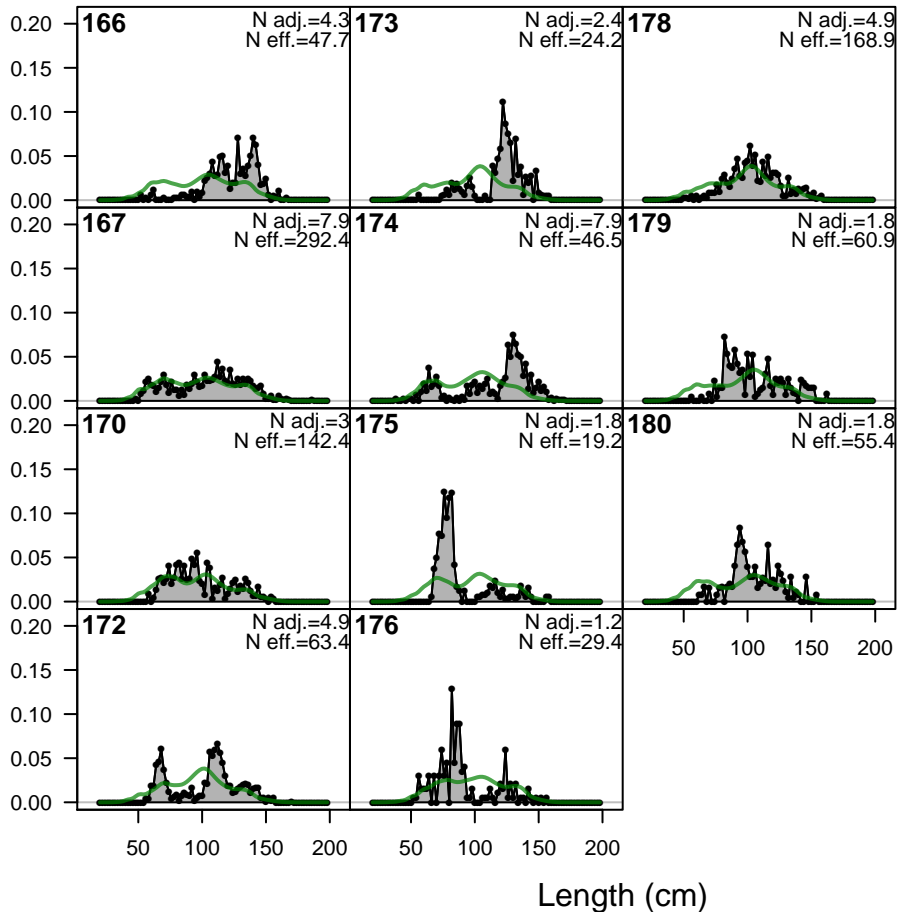 0.20
0.15
0.10
0.05
0.00
166
N adj.=4.3
N eff.=47.7
173
N adj.=2.4
N eff.=24.2
178
N adj.=4.9
N eff.=168.9
0.20
0.15
0.10
0.05
0.00
167
N adj.=7.9
N eff.=292.4
174
N adj.=7.9
N eff.=46.5
179
N adj.=1.8
N eff.=60.9
0.20
0.15
0.10
0.05
0.00
170
N adj.=3
N eff.=142.4
175
N adj.=1.8
N eff.=19.2
180
N adj.=1.8
N eff.=55.4
50 100 150 200
0.20
0.15
0.10
0.05
0.00
172
N adj.=4.9
N eff.=63.4
176
N adj.=1.2
N eff.=29.4
50 100 150 200 50 100 150 200
Length (cm)